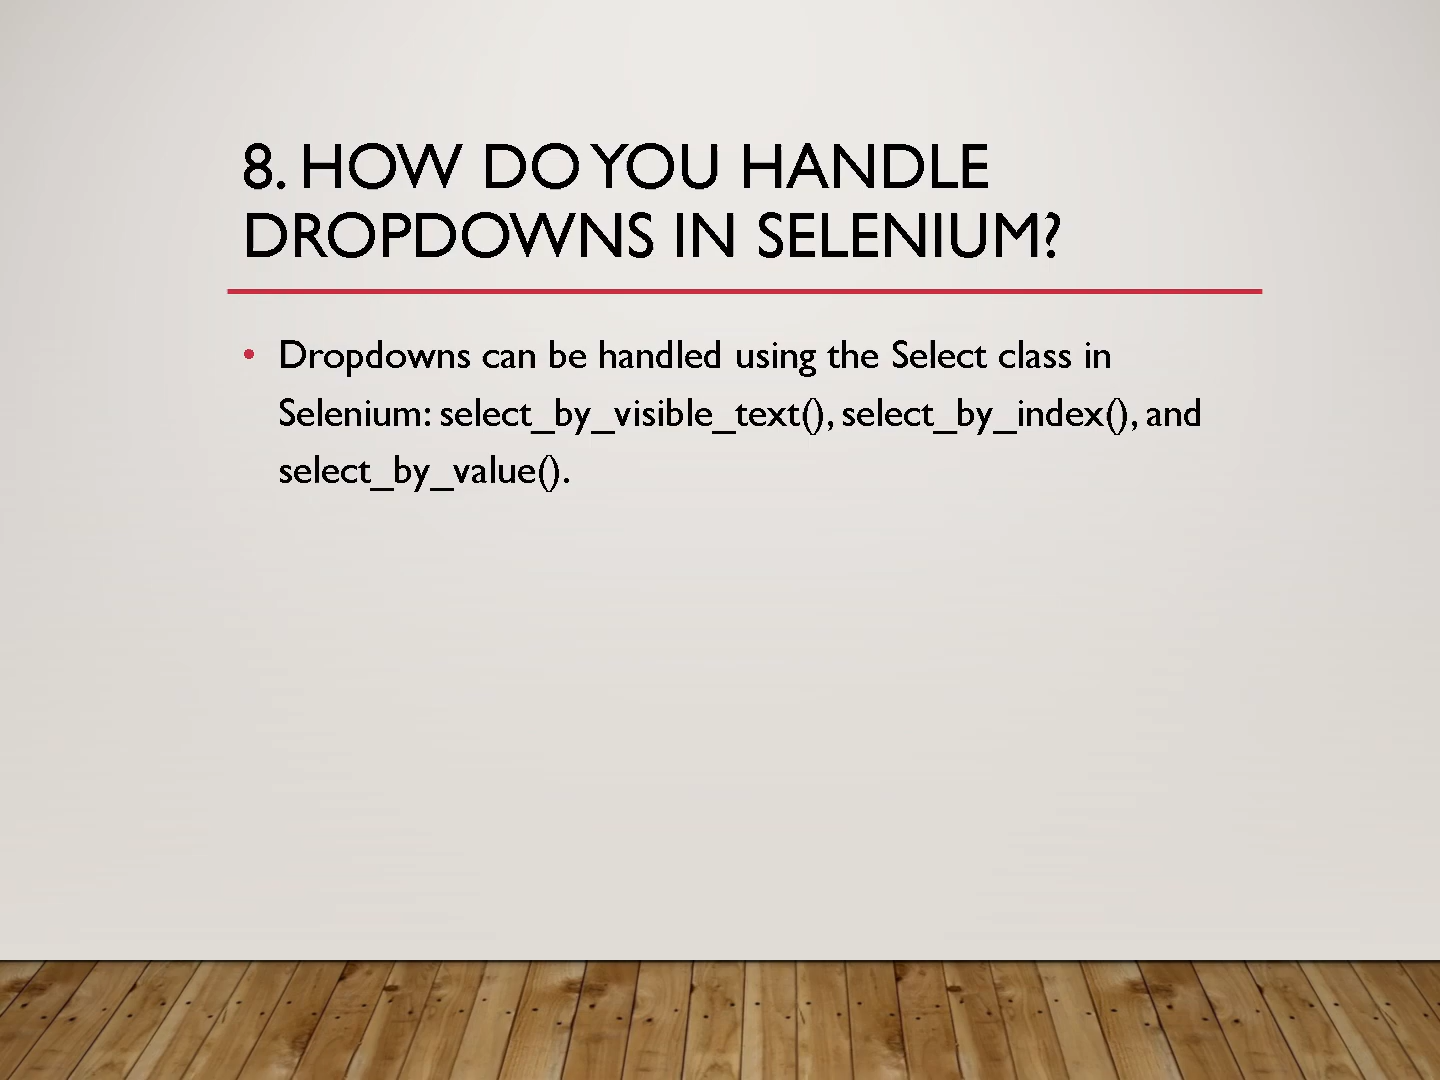 8. HOW DO YOU HANDLE
DROPDOWNS IN SELENIUM?
• Dropdowns can be handled using the Select class in
Selenium: select_by_visible_text(), select_by_index(), and
select_by_value().